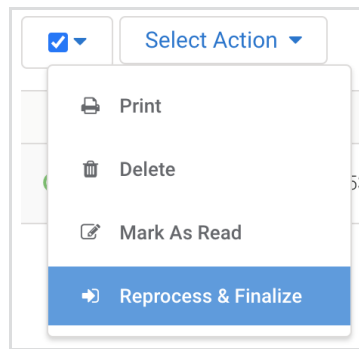 Select Action
Print
Delete
Mark As Read
Reprocess & Finalize